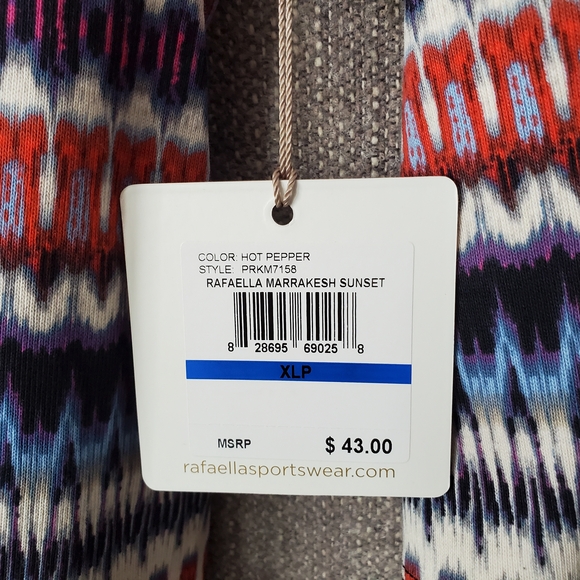 COLOR: HOT PEPPER
STYLE: PRKM7158
RAFAELLA MARRAKESH SUNSET
8 28695 69025 8
XLP
MSRP $ 43.00
rafaellasportswear.com